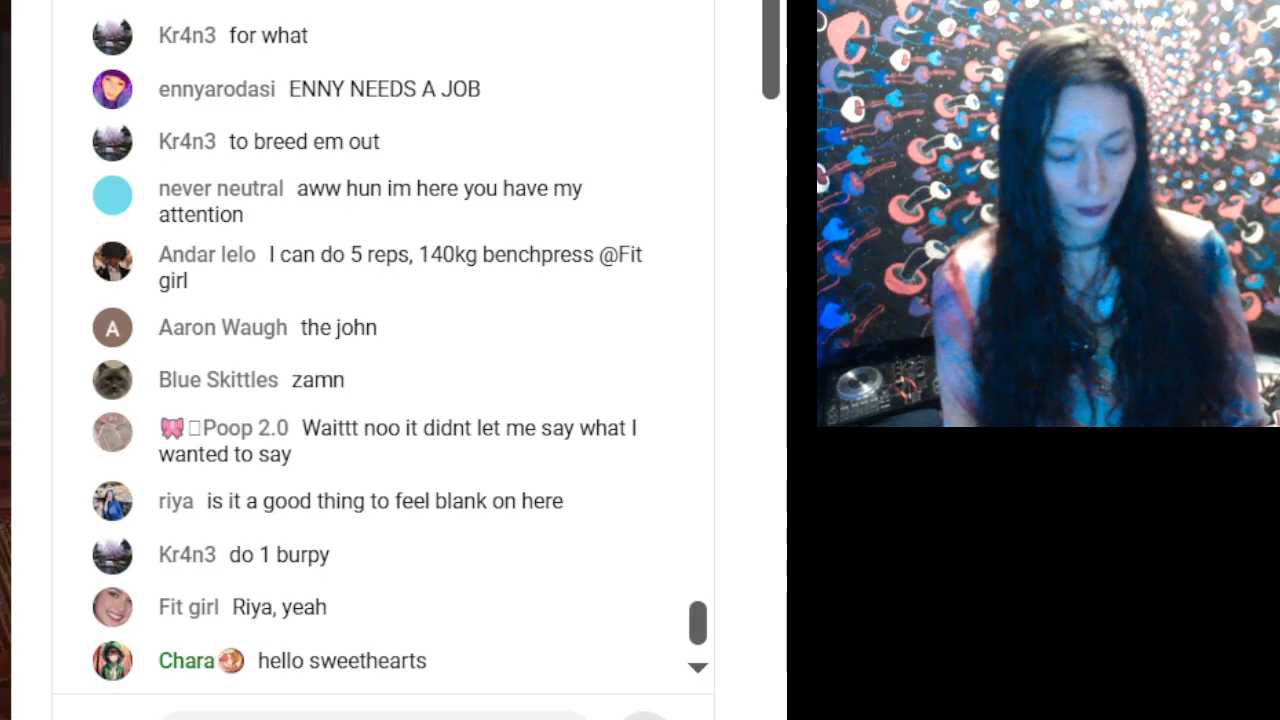 Kr4n3 for what
ennyarodasi ENNY NEEDS A JOB
Kr4n3 to breed em out
never neutral aww hun im here you have my
attention
Andar lelo I can do 5 reps, 140kg benchpress @Fit
girl
A Aaron Waugh the john
Blue Skittles zamn
🎀Poop 2.0 Waittt noo it didnt let me say what I
wanted to say
riya is it a good thing to feel blank on here
Kr4n3 do 1 burpy
Fit girl Riya, yeah
Chara hello sweethearts